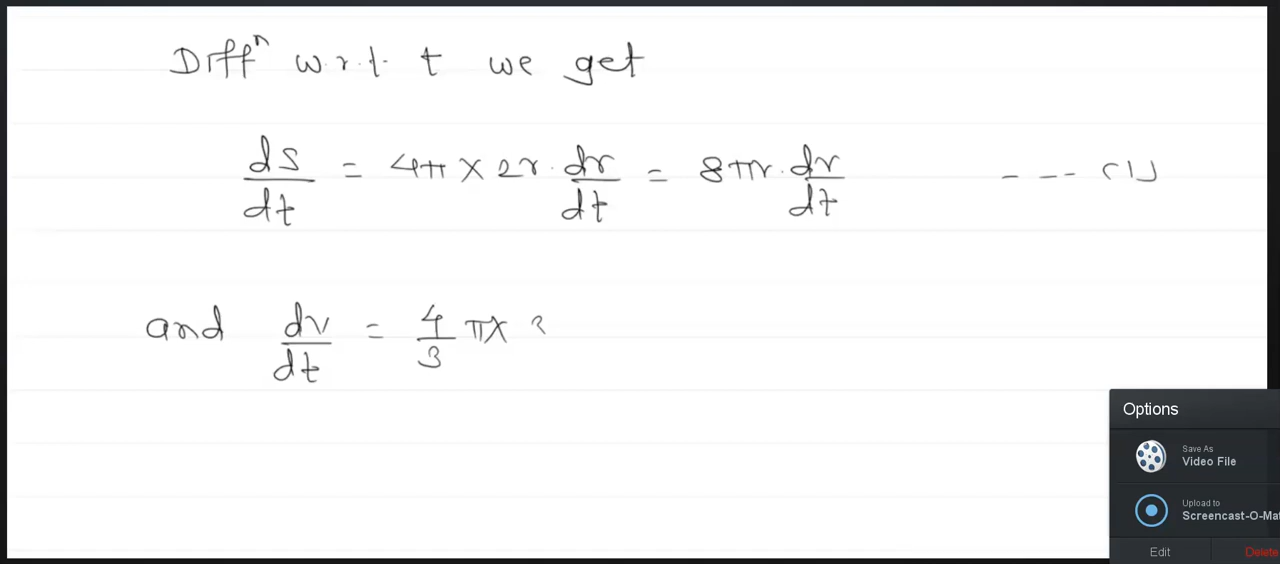 Diffⁿ w.r.t. t we get
ds/dt = 4π × 2r · dr/dt = 8πr · dr/dt --- (1)
and dv/dt = 4/3 π× 3
Options
Save As
Video File
Upload to
Screencast-O-Mat
Edit Delete